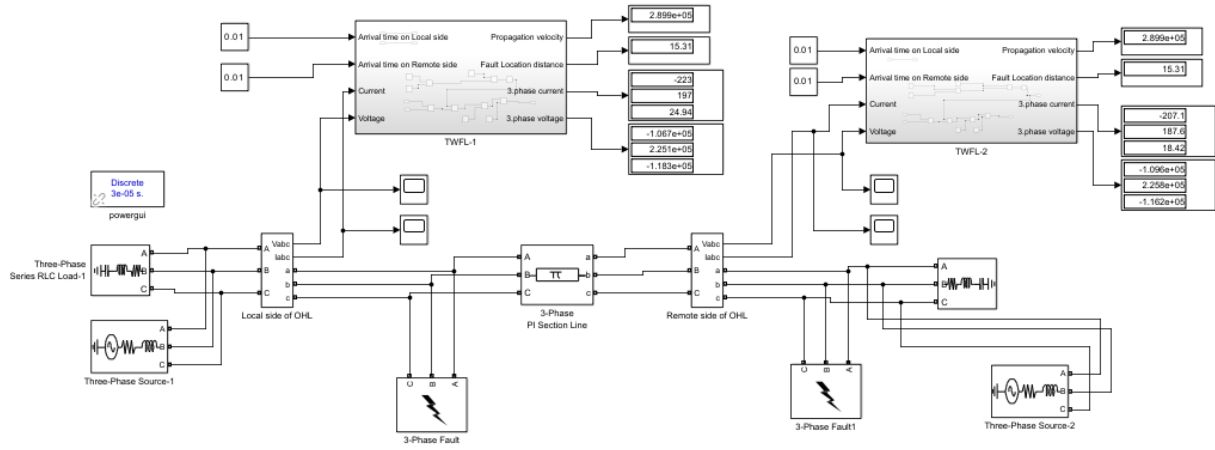 0.01
Arrival time on Local side
Propagation velocity
2.899e+05
0.01
Arrival time on Remote side
Fault Location distance
15.31
Current
3.phase current
-223
197
24.94
Voltage
3.phase voltage
-1.067e+05
2.251e+05
-1.183e+05
TWFL-1
0.01
Arrival time on Local side
Propagation velocity
2.899e+05
0.01
Arrival time on Remote side
Fault Location distance
15.31
Current
3.phase current
-207.1
187.6
18.42
Voltage
3.phase voltage
-1.096e+05
2.258e+05
-1.162e+05
TWFL-2
Discrete
3e-05 s.
powergui
Three-Phase
Series RLC Load-1
A
B
C
A
B
C
Vabc
Iabc
a
b
c
Local side of OHL
A
B
C
π
a
b
c
3-Phase
PI Section Line
A
B
C
Vabc
Iabc
a
b
c
Remote side of OHL
A
B
C
A
B
C
Three-Phase Source-1
C
B
A
3-Phase Fault
C
B
A
3-Phase Fault1
A
B
C
Three-Phase Source-2